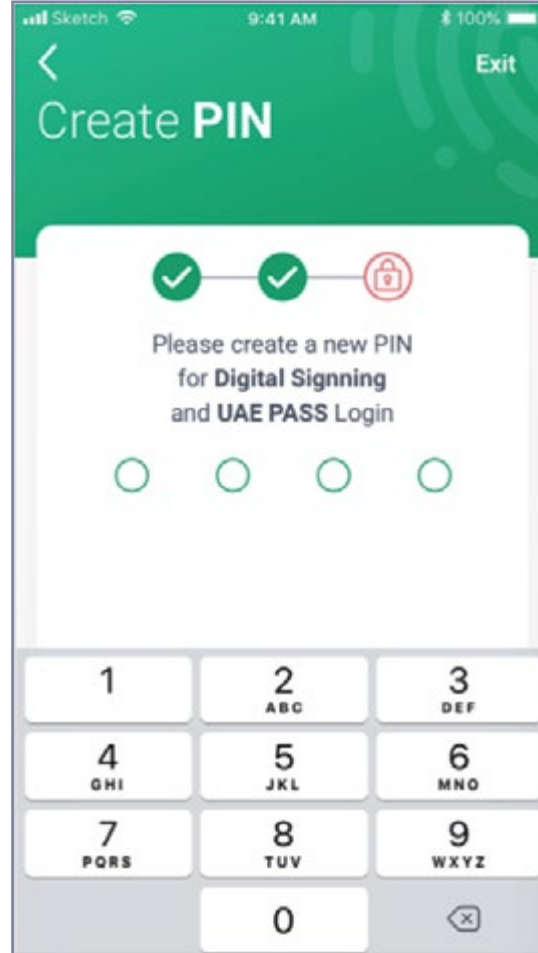 Sketch 9:41 AM 100%
Exit
Create PIN
Please create a new PIN
for Digital Signning
and UAE PASS Login
1 2 3
ABC DEF
4 5 6
GHI JKL MNO
7 8 9
PQRS TUV WXYZ
0